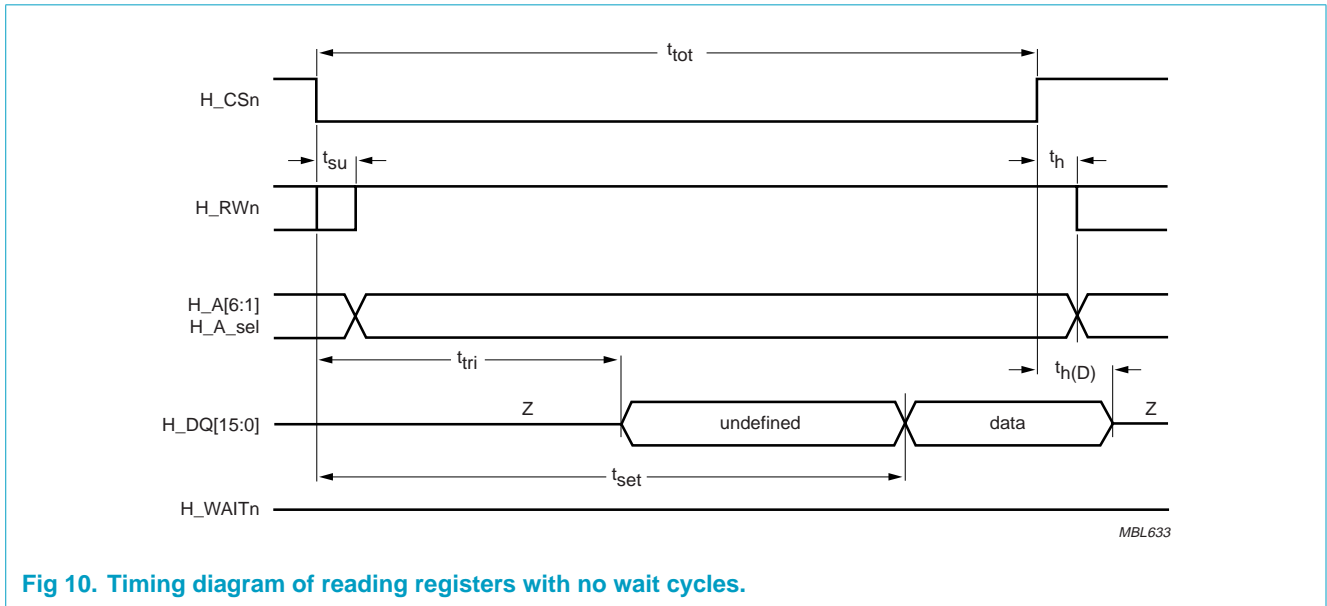 t_tot
H_CSn
t_su
t_h
H_RWn
H_A[6:1]
H_A_sel
t_tri
t_h(D)
Z
Z
H_DQ[15:0]
undefined
data
t_set
H_WAITn
MBL633
Fig 10. Timing diagram of reading registers with no wait cycles.